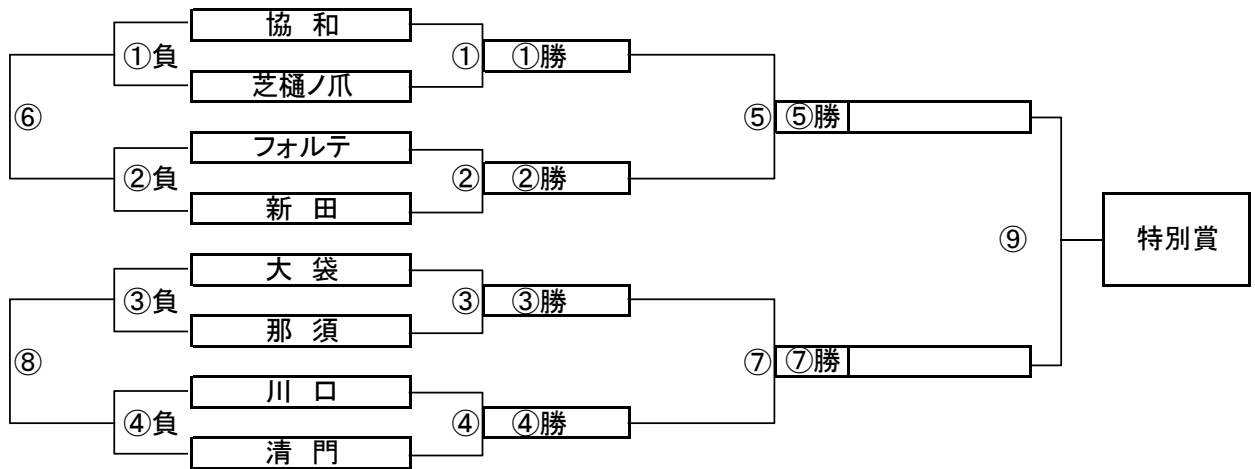 協 和
①負 ① ①勝
芝樋ノ爪
⑥ ⑤ ⑤勝
フォルテ
②負 ② ②勝
新 田
⑨ 特別賞
大 袋
③負 ③ ③勝
那 須
⑧ ⑦ ⑦勝
川 口
④負 ④ ④勝
清 門